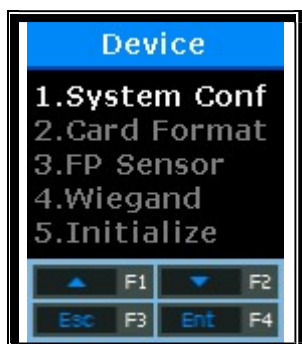 Device
1.System Conf
2.Card Format
3.FP Sensor
4.Wiegand
5.Initialize
▲ F1 ▼ F2
Esc F3 Ent F4